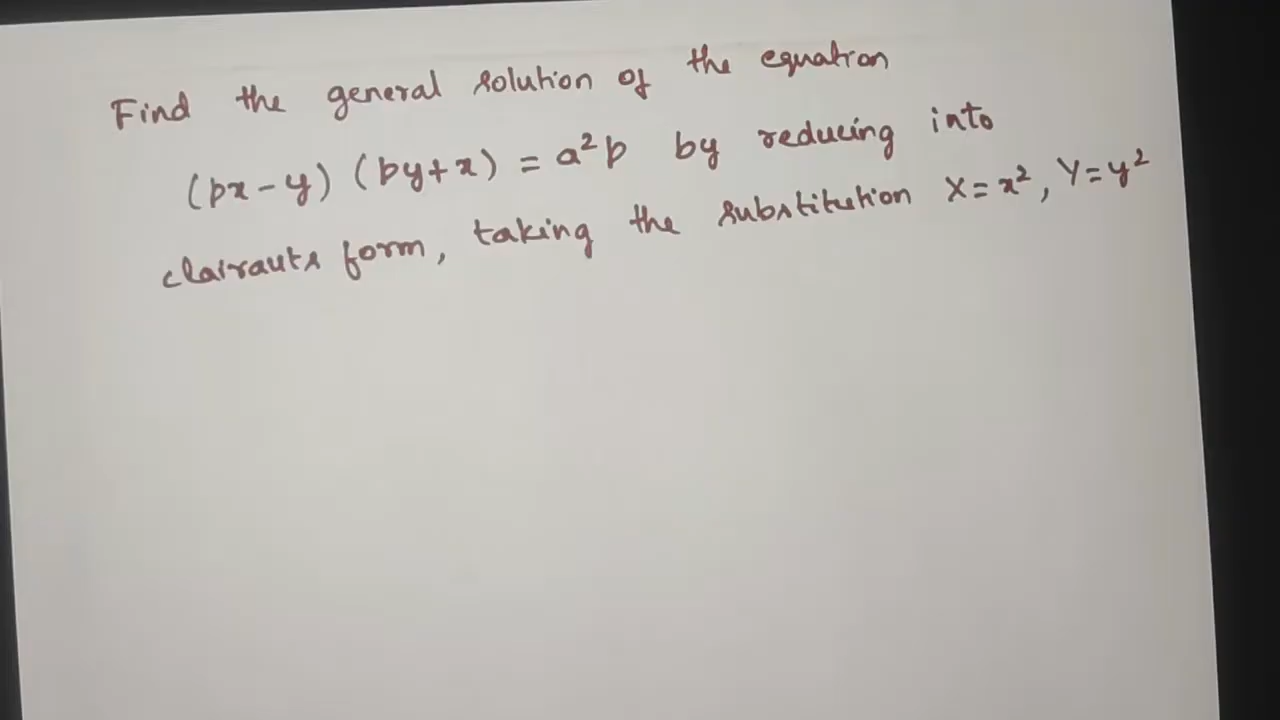 Find the general solution of the equation
(px - y) (py + x) = a²p by reducing into
clairauts form, taking the substitution X = x², Y = y²